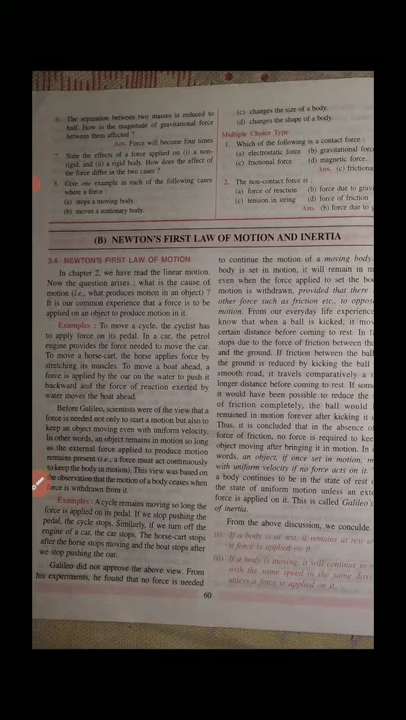 6. The separation between two masses is reduced to
half. How is the magnitude of gravitational force
between them affected ?
Ans. Force will become four times
7. State the effects of a force applied on (i) a non-
rigid, and (ii) a rigid body. How does the effect of
the force differ in the two cases ?
8. Give one example in each of the following cases
where a force :
(a) stops a moving body.
(b) moves a stationary body.
(c) changes the size of a body.
(d) changes the shape of a body.
Multiple Choice Type
1. Which of the following is a contact force :
(a) electrostatic force (b) gravitational force
(c) frictional force (d) magnetic force.
Ans. (c) frictiona
2. The non-contact force is
(a) force of reaction (b) force due to gravi
(c) tension in string (d) force of friction
Ans. (b) force due to g
(B) NEWTON'S FIRST LAW OF MOTION AND INERTIA
3.6 NEWTON'S FIRST LAW OF MOTION
In chapter 2, we have read the linear motion.
Now the question arises : what is the cause of
motion (i.e., what produces motion in an object) ?
It is our common experience that a force is to be
applied on an object to produce motion in it.
Examples : To move a cycle, the cyclist has
to apply force on its pedal. In a car, the petrol
engine provides the force needed to move the car.
To move a horse-cart, the horse applies force by
stretching its muscles. To move a boat ahead, a
force is applied by the oar on the water to push it
backward and the force of reaction exerted by
water moves the boat ahead.
Before Galileo, scientists were of the view that a
force is needed not only to start a motion but also to
keep an object moving even with uniform velocity.
In other words, an object remains in motion so long
as the external force applied to produce motion
remains present (i.e., a force must act continuously
to keep the body in motion). This view was based on
the observation that the motion of a body ceases when
force is withdrawn from it.
Examples : A cycle remains moving so long the
force is applied on its pedal. If we stop pushing the
pedal, the cycle stops. Similarly, if we turn off the
engine of a car, the car stops. The horse-cart stops
after the horse stops moving and the boat stops after
we stop pushing the oar.
Galileo did not approve the above view. From
his experiments, he found that no force is needed
to continue the motion of a moving body.
body is set in motion, it will remain in m
even when the force applied to set the bo
motion is withdrawn, provided that there
other force such as friction etc., to oppos
motion. From our everyday life experience
know that when a ball is kicked, it mov
certain distance before coming to rest. In f
stops due to the force of friction between the
and the ground. If friction between the ball
the ground is reduced by kicking the ball
smooth road, it travels comparatively a
longer distance before coming to rest. If some
it would have been possible to reduce the
of friction completely, the ball would
remained in motion forever after kicking it
Thus, it is concluded that in the absence of
force of friction, no force is required to kee
object moving after bringing it in motion. In
words, an object, if once set in motion, m
with uniform velocity if no force acts on it.
a body continues to be in the state of rest
the state of uniform motion unless an exte
force is applied on it. This is called Galileo's
of inertia.
From the above discussion, we conculde
(i) If a body is at rest, it remains at rest
a force is applied on it.
(ii) If a body is moving, it will continue to
with the same speed in the same direc
unless a force is applied on it.
60